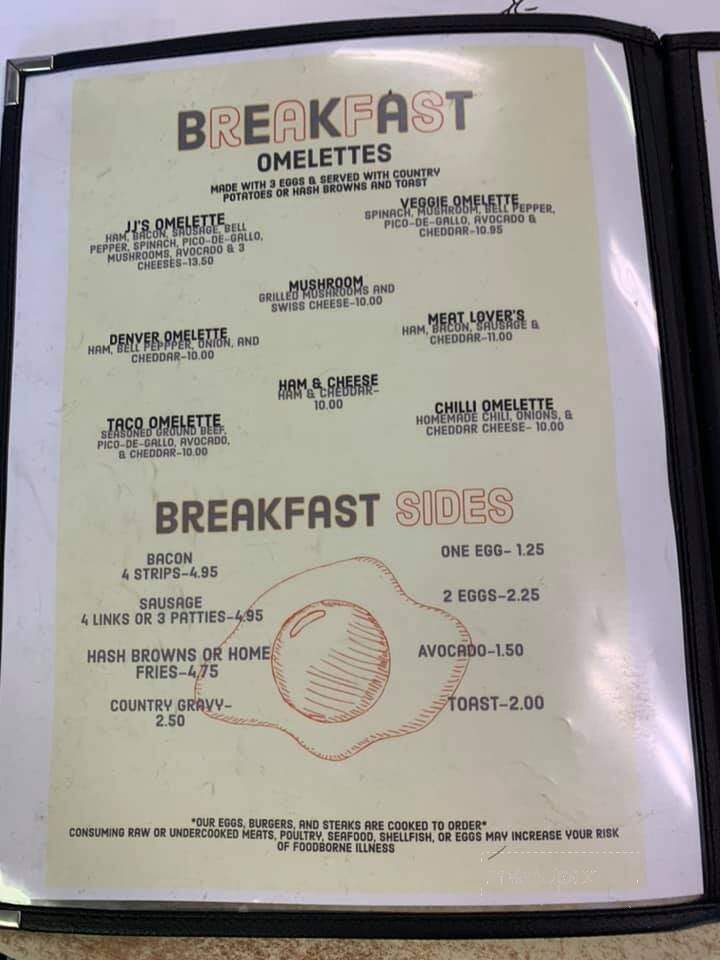 BREAKFAST
OMELETTES
MADE WITH 3 EGGS & SERVED WITH COUNTRY
POTATOES OR HASH BROWNS AND TOAST
JJ'S OMELETTE
HAM, BACON, SAUSAGE, BELL
PEPPER, SPINACH, PICO-DE-GALLO,
MUSHROOMS, AVOCADO & 3
CHEESES-13.50
VEGGIE OMELETTE
SPINACH, MUSHROOM, BELL PEPPER,
PICO-DE-GALLO, AVOCADO &
CHEDDAR-10.95
MUSHROOM
GRILLED MUSHROOMS AND
SWISS CHEESE-10.00
DENVER OMELETTE
HAM, BELL PEPPPER, ONION, AND
CHEDDAR-10.00
MEAT LOVER'S
HAM, BACON, SAUSAGE &
CHEDDAR-11.00
HAM & CHEESE
HAM & CHEDDAR-
10.00
TACO OMELETTE
SEASONED GROUND BEEF,
PICO-DE-GALLO, AVOCADO,
& CHEDDAR-10.00
CHILLI OMELETTE
HOMEMADE CHILI, ONIONS, &
CHEDDAR CHEESE- 10.00
BREAKFAST SIDES
BACON
4 STRIPS-4.95
SAUSAGE
4 LINKS OR 3 PATTIES-4.95
HASH BROWNS OR HOME
FRIES-4.75
COUNTRY GRAVY-
2.50
ONE EGG- 1.25
2 EGGS-2.25
AVOCADO-1.50
TOAST-2.00
*OUR EGGS, BURGERS, AND STEAKS ARE COOKED TO ORDER*
CONSUMING RAW OR UNDERCOOKED MEATS, POULTRY, SEAFOOD, SHELLFISH, OR EGGS MAY INCREASE YOUR RISK
OF FOODBORNE ILLNESS